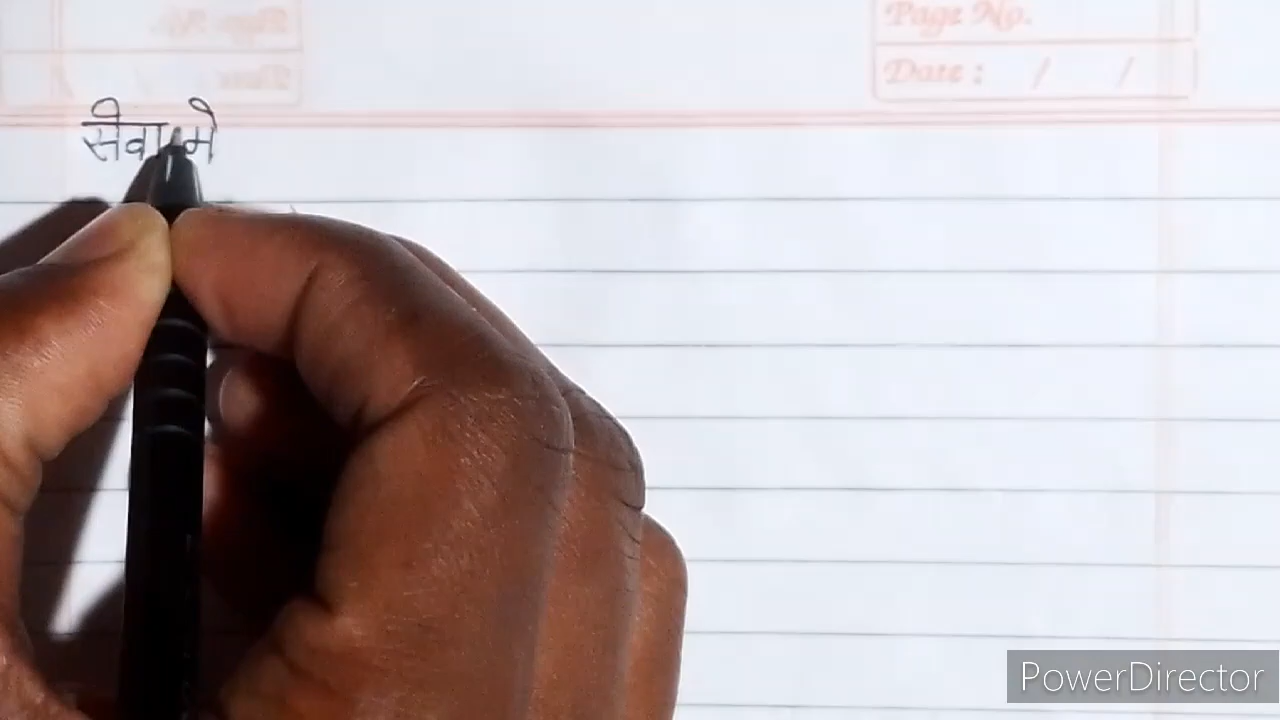 Page No.
Date : / /
सेवा मे
PowerDirector